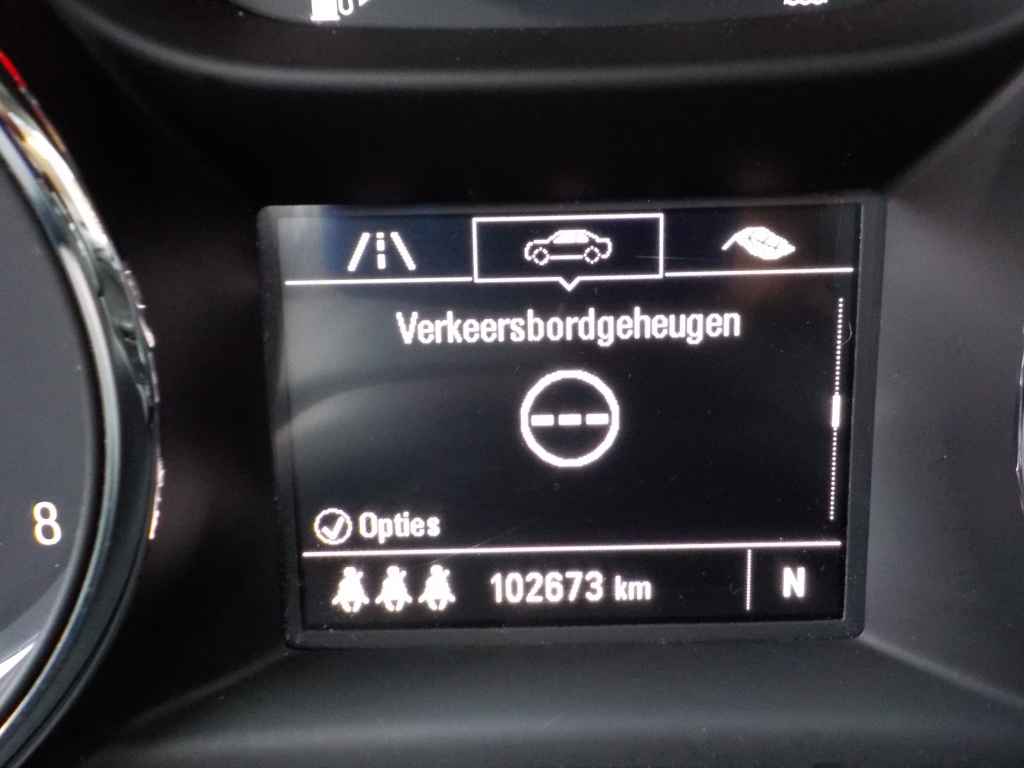 Verkeersbordgeheugen
8
Opties
102673 km
N